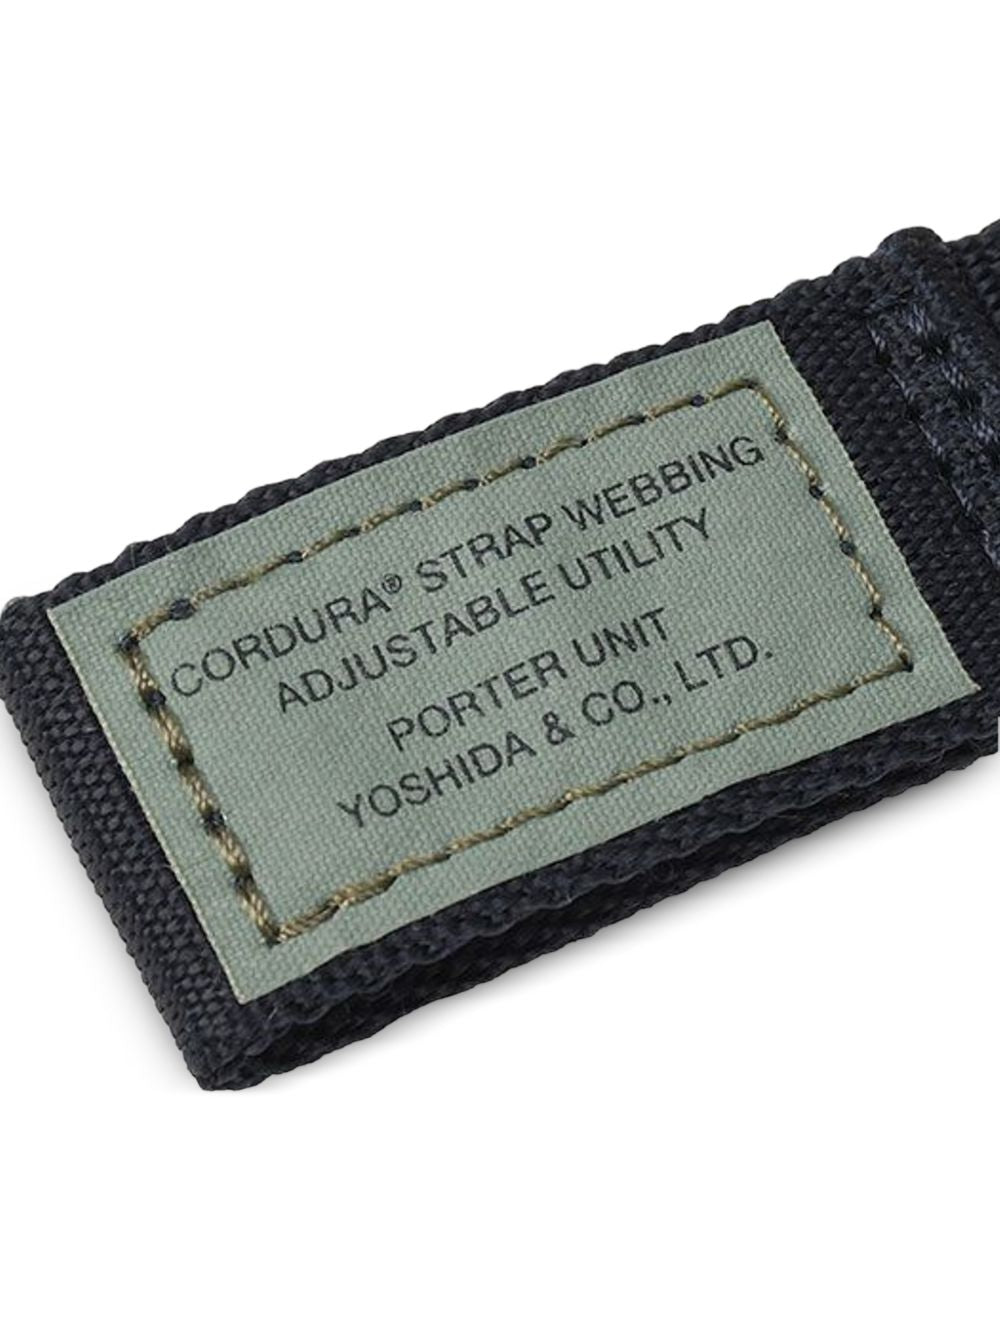 CORDURA® STRAP WEBBING
ADJUSTABLE UTILITY
PORTER UNIT
YOSHIDA & CO., LTD.